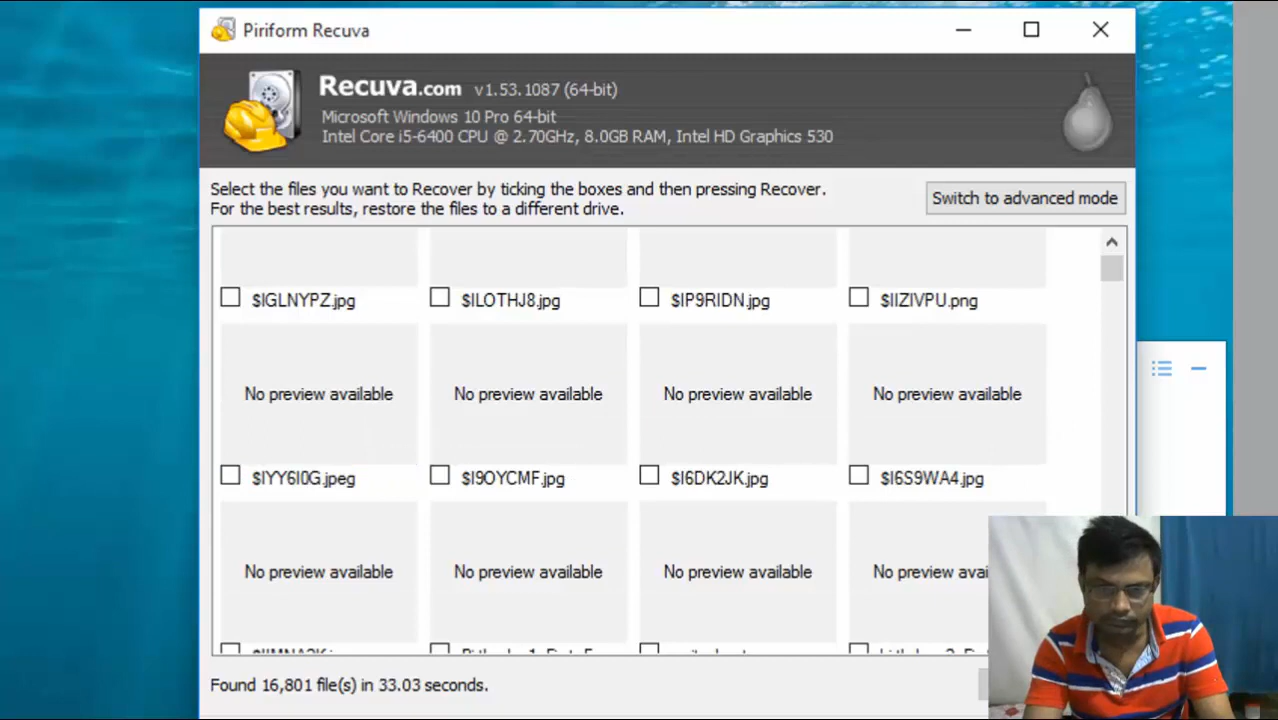 Piriform Recuva
Recuva.com v1.53.1087 (64-bit)
Microsoft Windows 10 Pro 64-bit
Intel Core i5-6400 CPU @ 2.70GHz, 8.0GB RAM, Intel HD Graphics 530
Select the files you want to Recover by ticking the boxes and then pressing Recover.
For the best results, restore the files to a different drive.
Switch to advanced mode
$IGLNYPZ.jpg $ILOTHJ8.jpg $IP9RIDN.jpg $IIZIVPU.png
No preview available No preview available No preview available No preview available
$IYY6I0G.jpeg $I9OYCMF.jpg $I6DK2JK.jpg $I6S9WA4.jpg
No preview available No preview available No preview available No preview
Found 16,801 file(s) in 33.03 seconds.